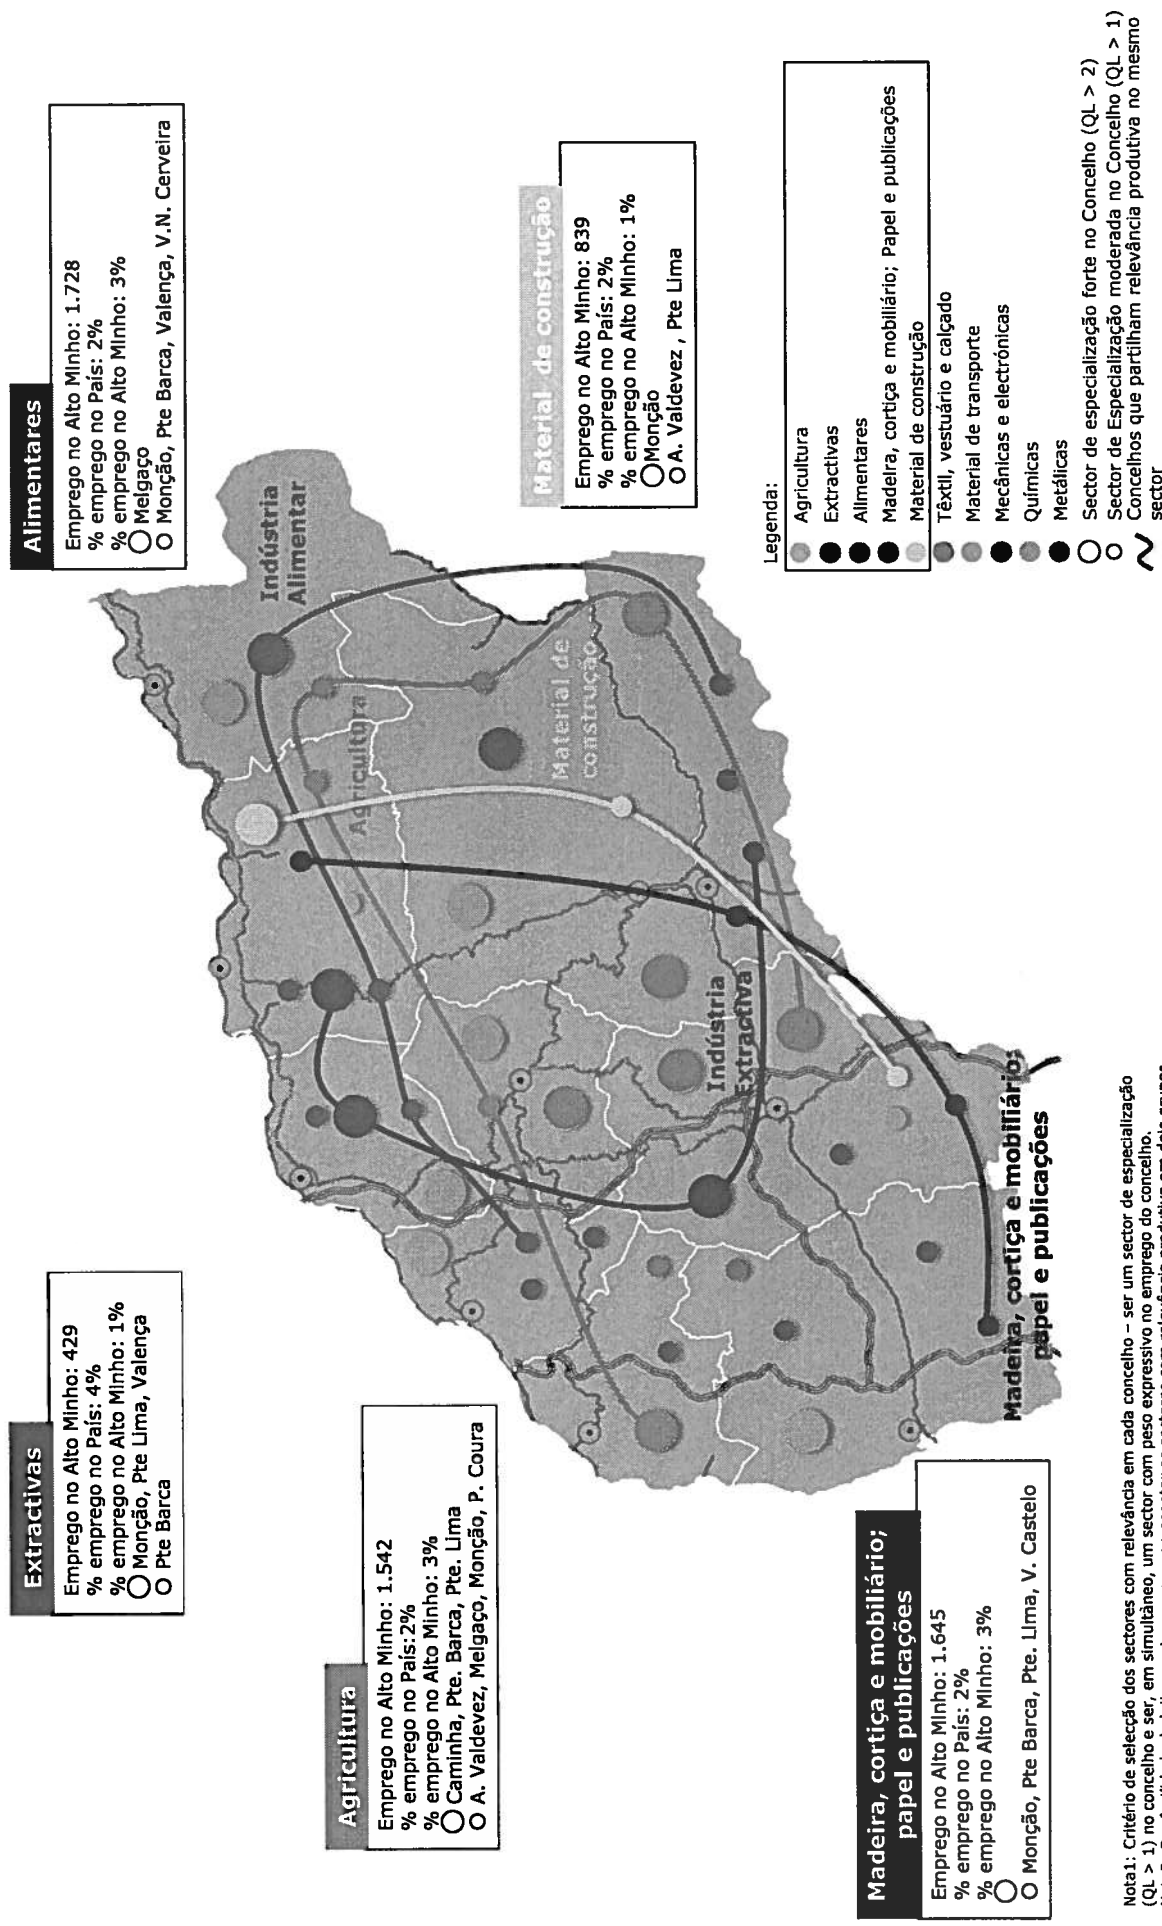 Extractivas
Emprego no Alto Minho: 429
% emprego no País: 4%
% emprego no Alto Minho: 1%
Monção, Pte Lima, Valença
Pte Barca
Alimentares
Emprego no Alto Minho: 1.728
% emprego no País: 2%
% emprego no Alto Minho: 3%
Melgaço
Monção, Pte Barca, Valença, V.N. Cerveira
Agricultura
Emprego no Alto Minho: 1.542
% emprego no País:2%
% emprego no Alto Minho: 3%
Caminha, Pte. Barca, Pte. Lima
A. Valdevez, Melgaço, Monção, P. Coura
Indústria
Alimentar
Agricultura
Material de
construção
Indústria
Extractiva
Madeira, cortiça e mobiliário;
papel e publicações
Material de construção
Emprego no Alto Minho: 839
% emprego no País: 2%
% emprego no Alto Minho: 1%
Monção
A. Valdevez , Pte Lima
Madeira, cortiça e mobiliário;
papel e publicações
Emprego no Alto Minho: 1.645
% emprego no País: 2%
% emprego no Alto Minho: 3%
Monção, Pte Barca, Pte. Lima, V. Castelo
Legenda:
Agricultura
Extractivas
Alimentares
Madeira, cortiça e mobiliário; Papel e publicações
Material de construção
Têxtil, vestuário e calçado
Material de transporte
Mecânicas e electrónicas
Químicas
Metálicas
Sector de especialização forte no Concelho (QL > 2)
Sector de Especialização moderada no Concelho (QL > 1)
Concelhos que partilham relevância produtiva no mesmo
sector
Nota1: Critério de selecção dos sectores com relevância em cada concelho – ser um sector de especialização
(QL > 1) no concelho e ser, em simultâneo, um sector com peso expressivo no emprego do concelho.